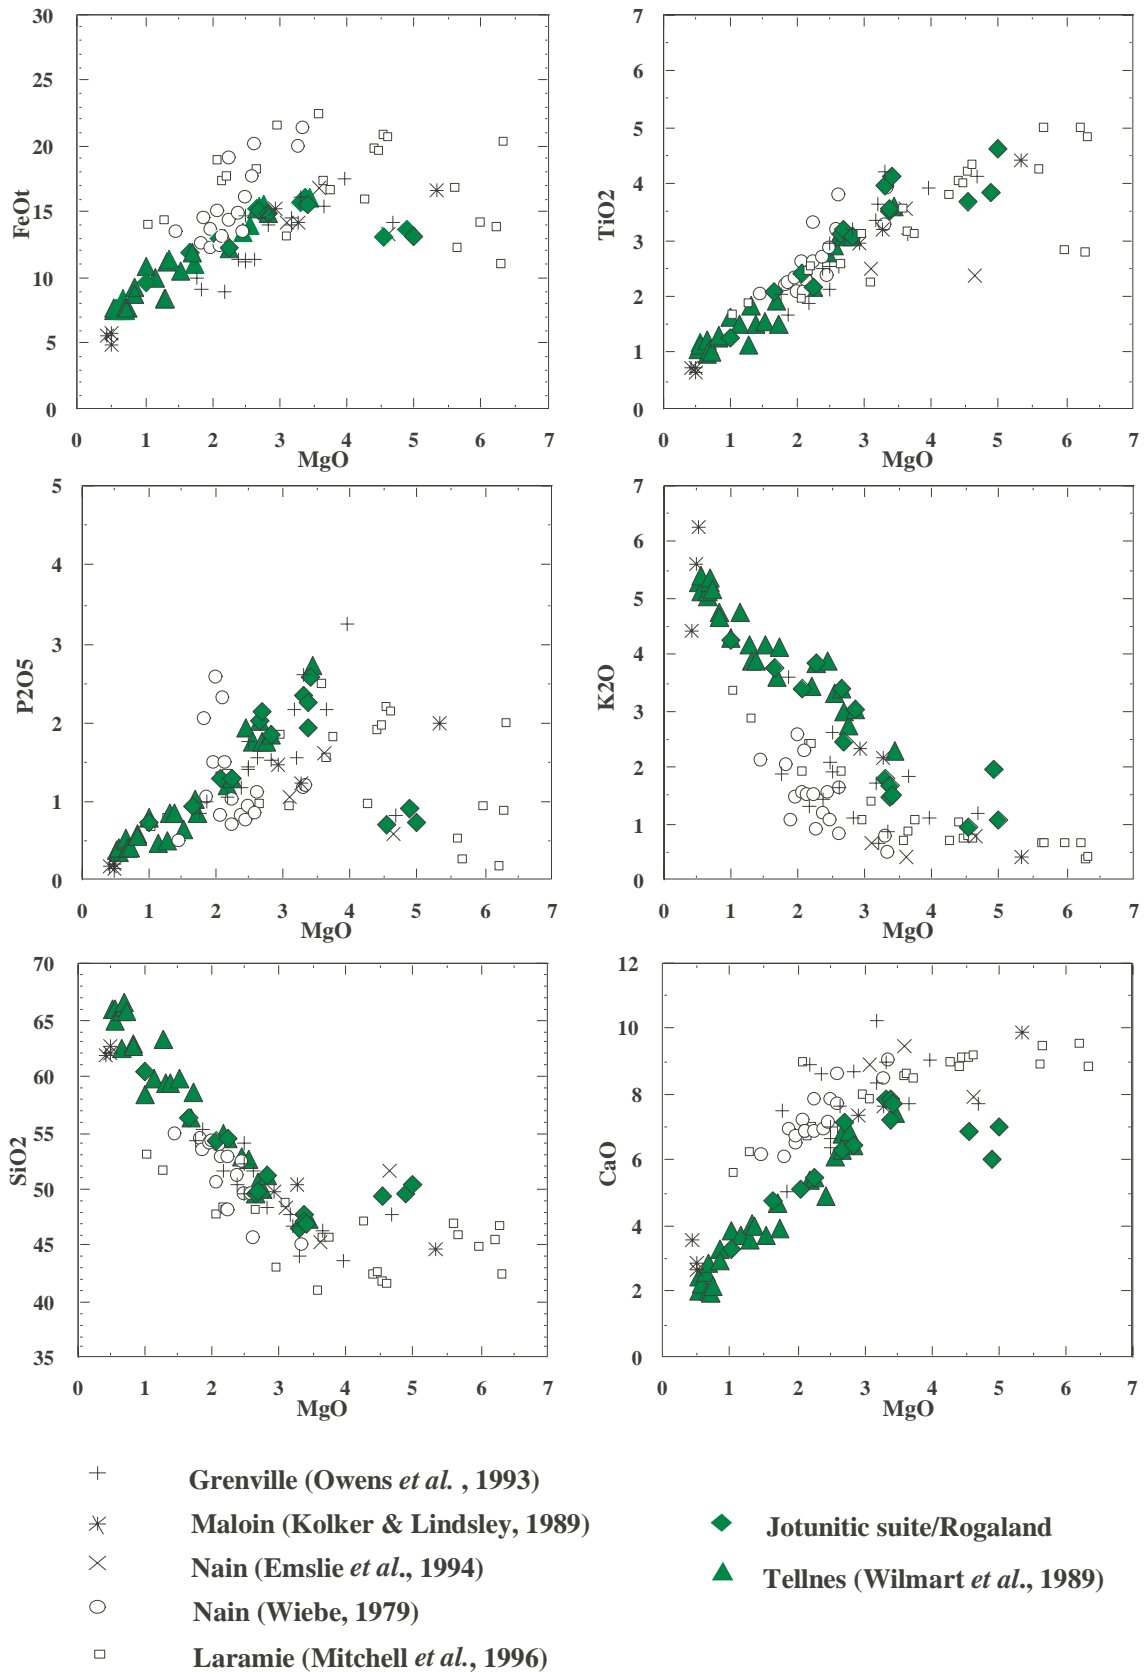 30
25
20
15
10
5
0
FeOt
0 1 2 3 4 5 6 7
MgO
7
6
5
4
3
2
1
0
TiO2
0 1 2 3 4 5 6 7
MgO
5
4
3
2
1
0
P2O5
0 1 2 3 4 5 6 7
MgO
7
6
5
4
3
2
1
0
K2O
0 1 2 3 4 5 6 7
MgO
70
65
60
55
50
45
40
35
SiO2
0 1 2 3 4 5 6 7
MgO
12
10
8
6
4
2
0
CaO
0 1 2 3 4 5 6 7
MgO
Grenville (Owens et al. , 1993)
Maloin (Kolker & Lindsley, 1989)
Nain (Emslie et al., 1994)
Nain (Wiebe, 1979)
Laramie (Mitchell et al., 1996)
Jotunitic suite/Rogaland
Tellnes (Wilmart et al., 1989)